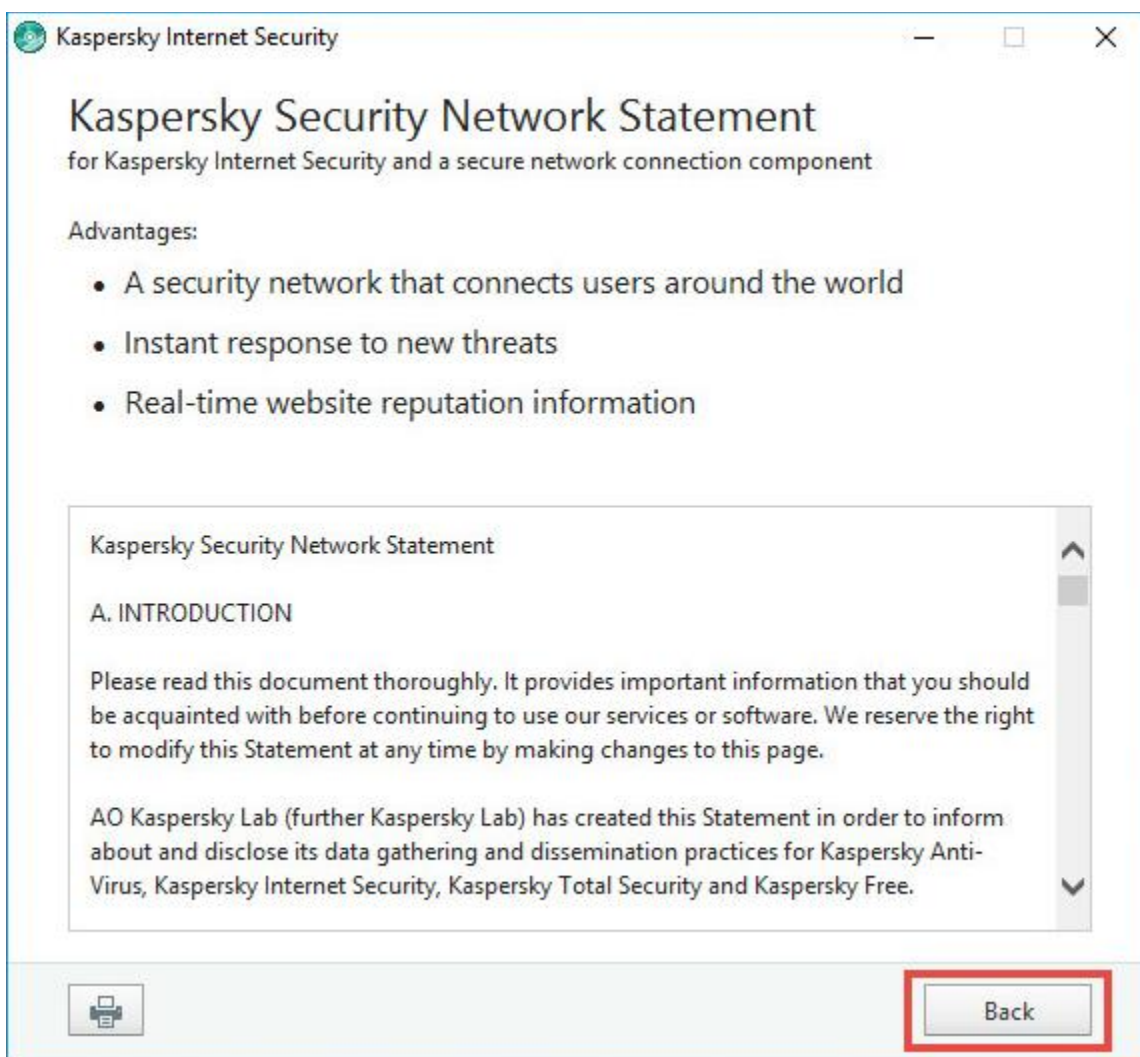 Kaspersky Internet Security
Kaspersky Security Network Statement
for Kaspersky Internet Security and a secure network connection component
Advantages:
• A security network that connects users around the world
• Instant response to new threats
• Real-time website reputation information
Kaspersky Security Network Statement
A. INTRODUCTION
Please read this document thoroughly. It provides important information that you should
be acquainted with before continuing to use our services or software. We reserve the right
to modify this Statement at any time by making changes to this page.
AO Kaspersky Lab (further Kaspersky Lab) has created this Statement in order to inform
about and disclose its data gathering and dissemination practices for Kaspersky Anti-
Virus, Kaspersky Internet Security, Kaspersky Total Security and Kaspersky Free.
Back